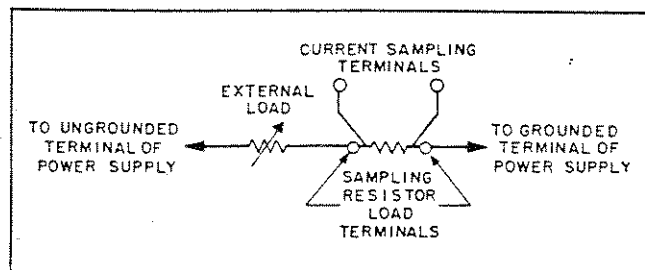 CURRENT SAMPLING
TERMINALS
EXTERNAL
LOAD
TO UNGROUNDED
TERMINAL OF
POWER SUPPLY
TO GROUNDED
TERMINAL OF
POWER SUPPLY
SAMPLING
RESISTOR
LOAD
TERMINALS